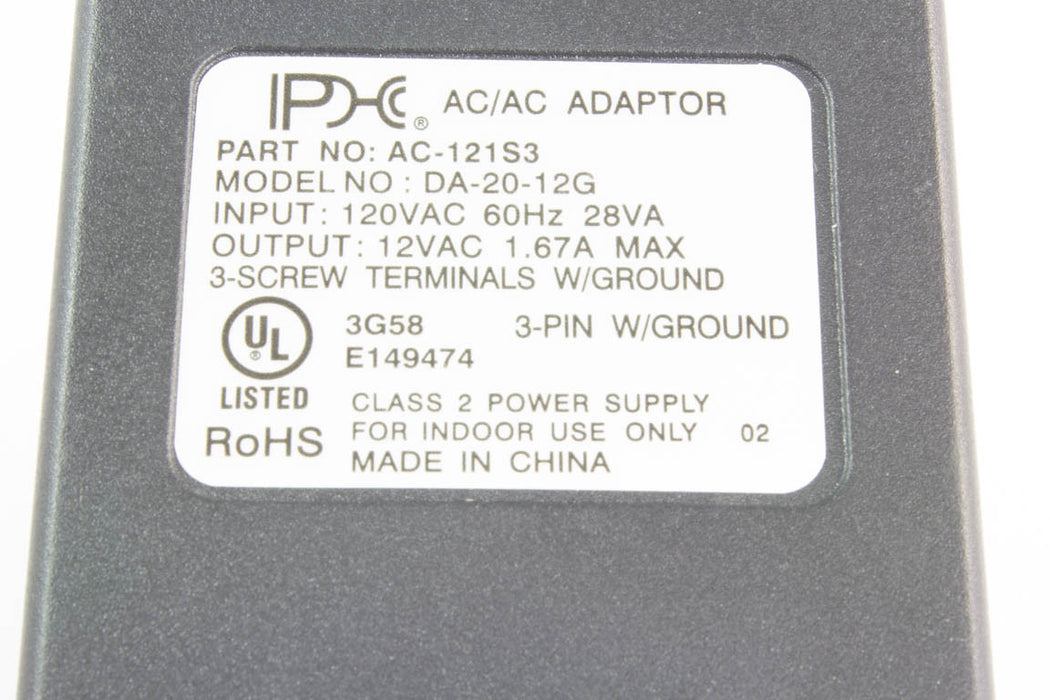 IPHC® AC/AC ADAPTOR
PART NO: AC-121S3
MODEL NO : DA-20-12G
INPUT: 120VAC 60Hz 28VA
OUTPUT: 12VAC 1.67A MAX
3-SCREW TERMINALS W/GROUND
UL® 3G58 3-PIN W/GROUND
E149474
LISTED CLASS 2 POWER SUPPLY
RoHS FOR INDOOR USE ONLY 02
MADE IN CHINA